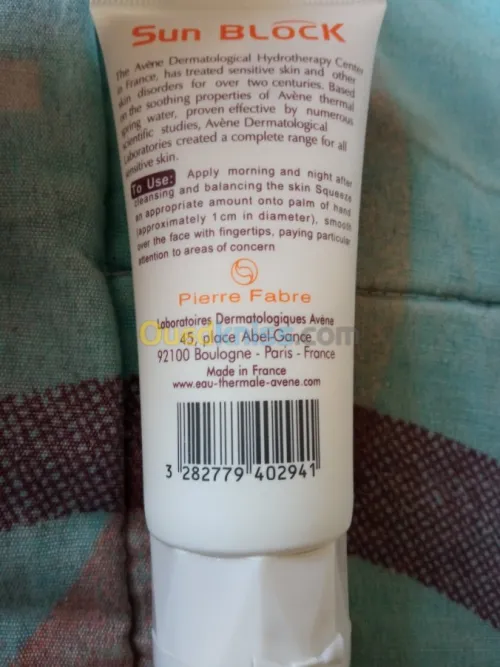 Sun BLOCK
The Avène Dermatological Hydrotherapy Center
in France, has treated sensitive skin and other
skin disorders for over two centuries. Based
on the soothing properties of Avène thermal
spring water, proven effective by numerous
scientific studies, Avène Dermatological
Laboratories created a complete range for all
sensitive skin.
To Use: Apply morning and night after
cleansing and balancing the skin Squeeze
an appropriate amount onto palm of hand
(approximately 1cm in diameter), smooth
over the face with fingertips, paying particular
attention to areas of concern
Pierre Fabre
Laboratoires Dermatologiques Avène
45, place Abel-Gance
Ouedkniss.com
92100 Boulogne - Paris - France
Made in France
www.eau-thermale-avene.com
3 282779 402941